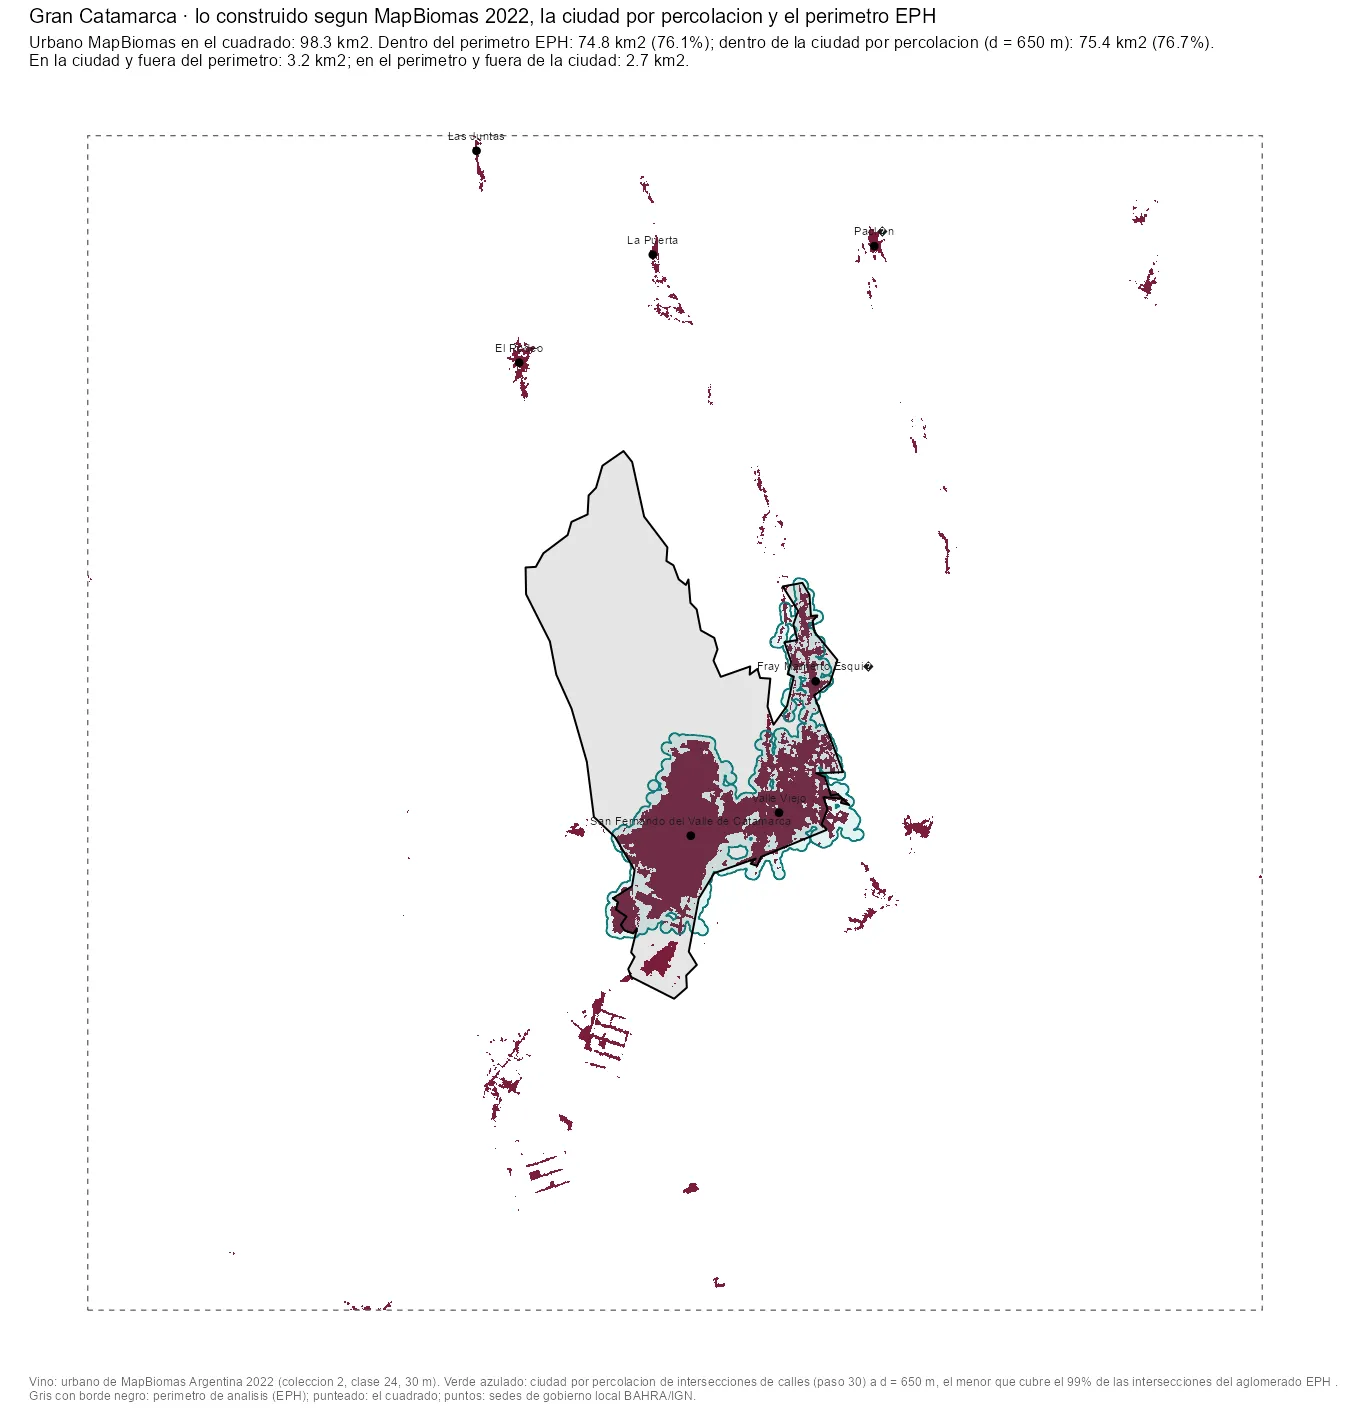 Gran Catamarca · lo construido segun MapBiomas 2022, la ciudad por percolacion y el perimetro EPH
Urbano MapBiomas en el cuadrado: 98.3 km2. Dentro del perimetro EPH: 74.8 km2 (76.1%); dentro de la ciudad por percolacion (d = 650 m): 75.4 km2 (76.7%).
En la ciudad y fuera del perimetro: 3.2 km2; en el perimetro y fuera de la ciudad: 2.7 km2.
Las Juntas
La Puerta
El
Fray Esqui�
Valle Viejo
San Fernando del Valle de Catamarca
Vino: urbano de MapBiomas Argentina 2022 (coleccion 2, clase 24, 30 m). Verde azulado: ciudad por percolacion de intersecciones de calles (paso 30) a d = 650 m, el menor que cubre el 99% de las intersecciones del aglomerado EPH .
Gris con borde negro: perimetro de analisis (EPH); punteado: el cuadrado; puntos: sedes de gobierno local BAHRA/IGN.